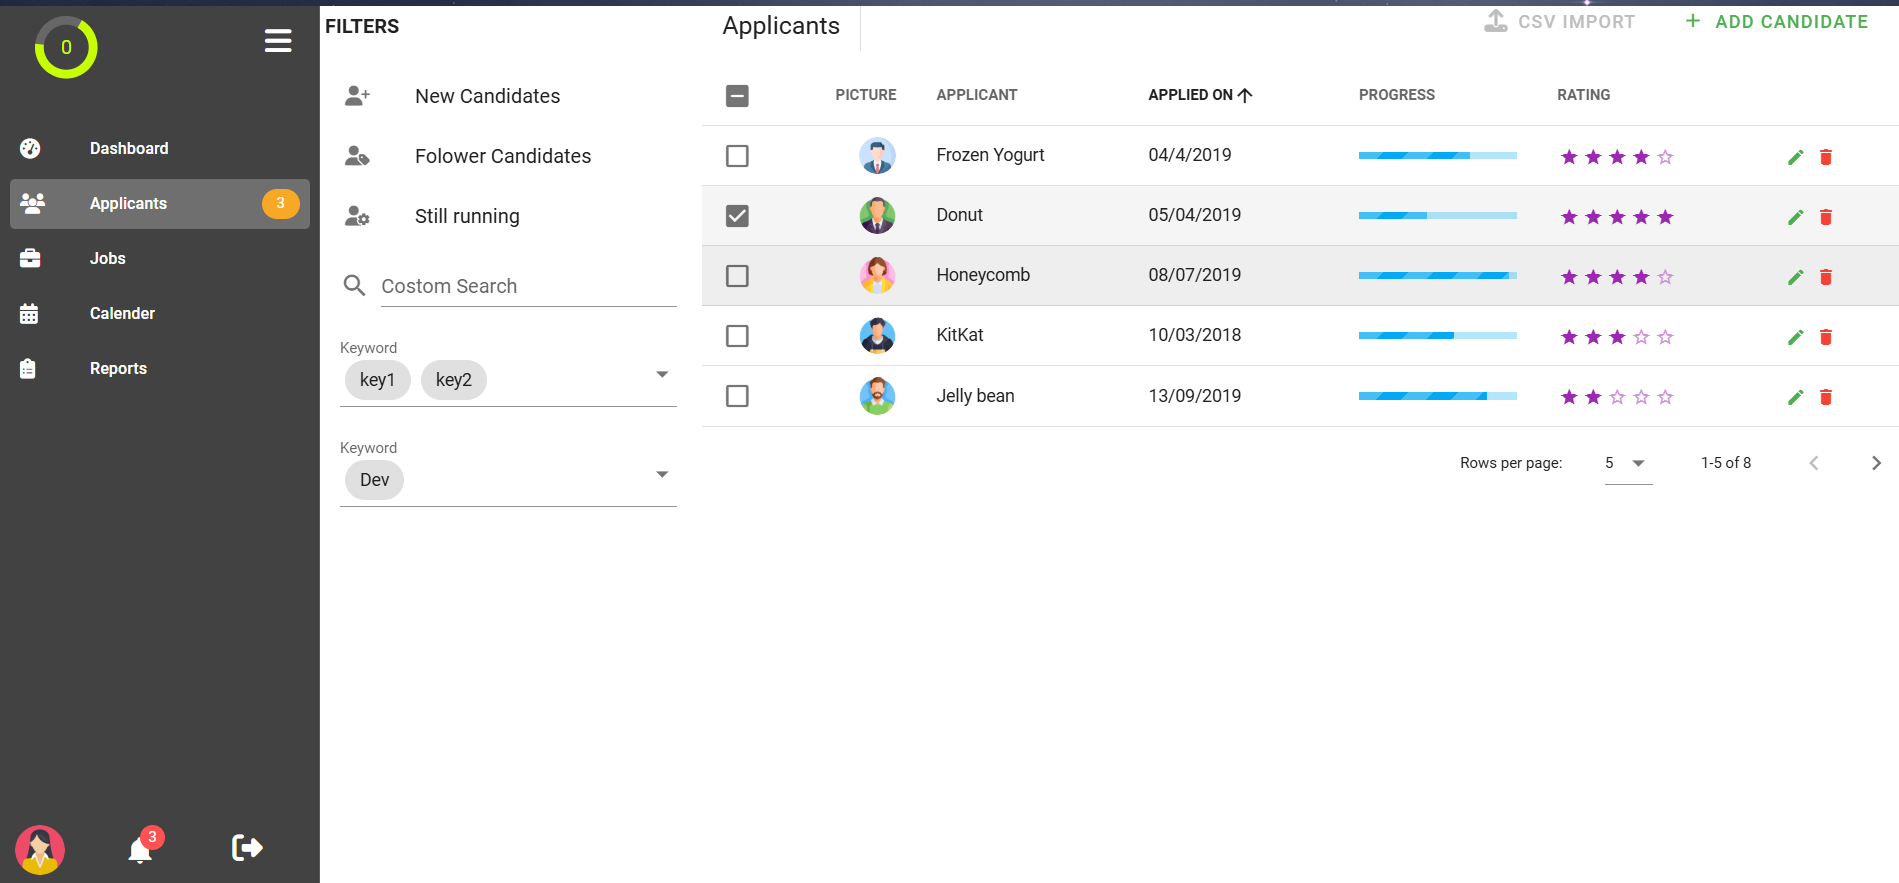 0
Dashboard
Applicants 3
Jobs
Calender
Reports
3
FILTERS
New Candidates
Folower Candidates
Still running
Costom Search
Keyword
key1 key2
Keyword
Dev
Applicants
CSV IMPORT
ADD CANDIDATE
PICTURE APPLICANT APPLIED ON PROGRESS RATING
Frozen Yogurt 04/4/2019
Donut 05/04/2019
Honeycomb 08/07/2019
KitKat 10/03/2018
Jelly bean 13/09/2019
Rows per page: 5 1-5 of 8